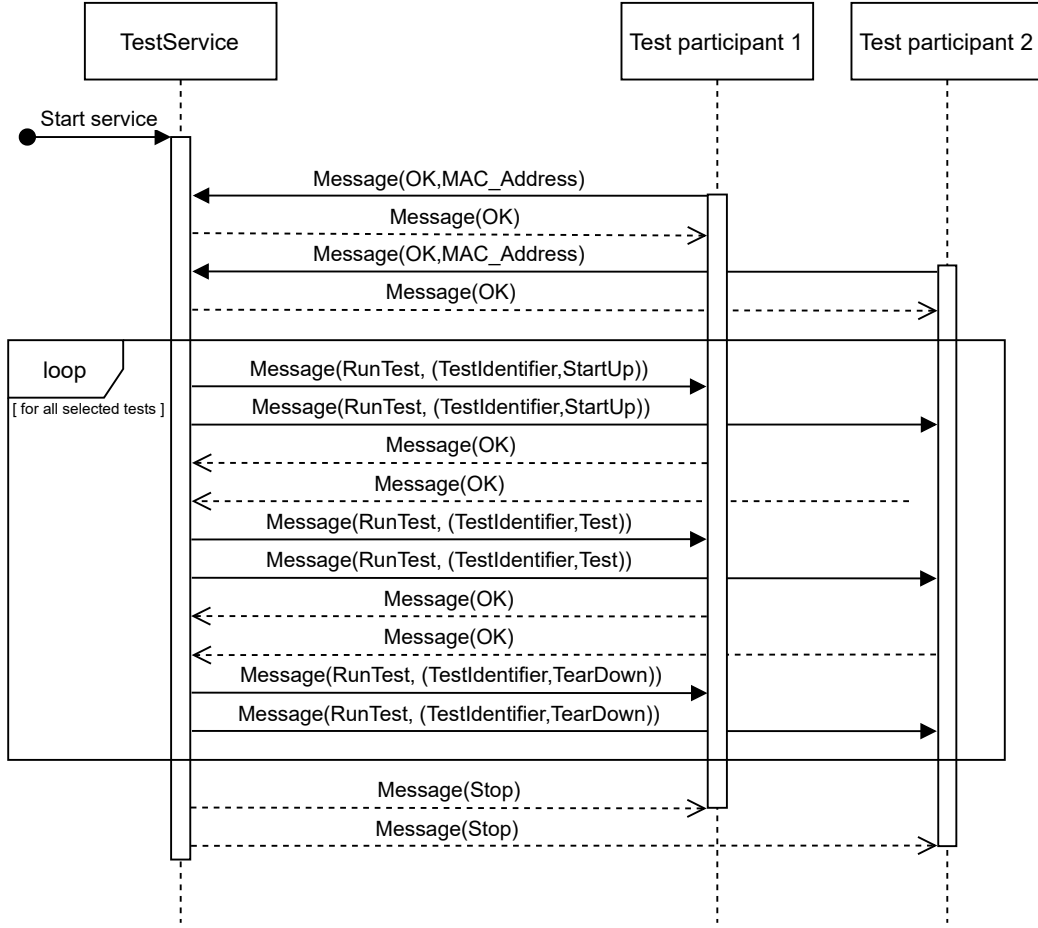 TestService
Test participant 1
Test participant 2
Start service
Message(OK,MAC_Address)
Message(OK)
Message(OK,MAC_Address)
Message(OK)
loop
[ for all selected tests ]
Message(RunTest, (TestIdentifier,StartUp))
Message(RunTest, (TestIdentifier,StartUp))
Message(OK)
Message(OK)
Message(RunTest, (TestIdentifier,Test))
Message(RunTest, (TestIdentifier,Test))
Message(OK)
Message(OK)
Message(RunTest, (TestIdentifier,TearDown))
Message(RunTest, (TestIdentifier,TearDown))
Message(Stop)
Message(Stop)